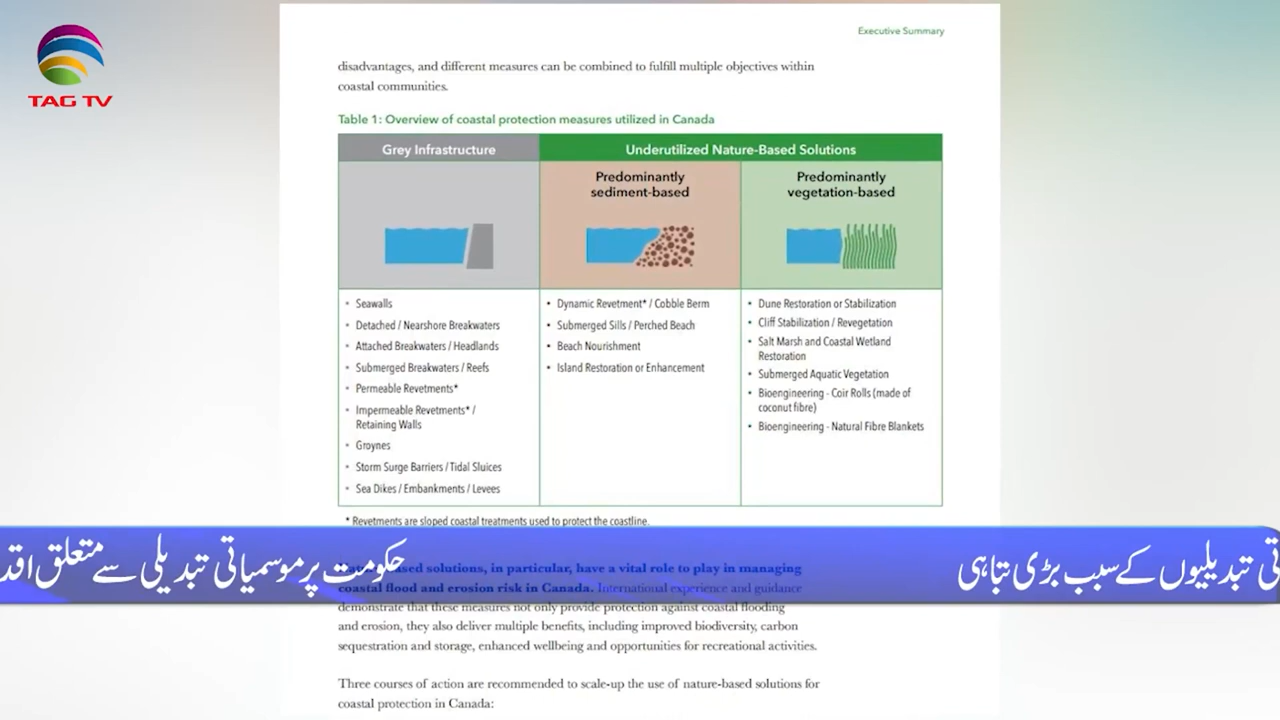 TAG TV
Executive Summary
disadvantages, and different measures can be combined to fulfill multiple objectives within
coastal communities.
Table 1: Overview of coastal protection measures utilized in Canada
Grey Infrastructure
Underutilized Nature-Based Solutions
Predominantly
sediment-based
Predominantly
vegetation-based
• Seawalls
• Detached / Nearshore Breakwaters
• Attached Breakwaters / Headlands
• Submerged Breakwaters / Reefs
• Permeable Revetments*
• Impermeable Revetments* /
Retaining Walls
• Groynes
• Storm Surge Barriers / Tidal Sluices
• Sea Dikes / Embankments / Levees
• Dynamic Revetment* / Cobble Berm
• Submerged Sills / Perched Beach
• Beach Nourishment
• Island Restoration or Enhancement
• Dune Restoration or Stabilization
• Cliff Stabilization / Revegetation
• Salt Marsh and Coastal Wetland
Restoration
• Submerged Aquatic Vegetation
• Bioengineering - Coir Rolls (made of
coconut fibre)
• Bioengineering - Natural Fibre Blankets
* Revetments are sloped coastal treatments used to protect the coastline.
تبدیلیوں کے سبب بڑی تباہی
حکومت پر موسمیاتی تبدیلی سے متعلق
solutions, in particular, have a vital role to play in managing
coastal flood and erosion risk in Canada. International experience and guidance
demonstrate that these measures not only provide protection against coastal flooding
and erosion, they also deliver multiple benefits, including improved biodiversity, carbon
sequestration and storage, enhanced wellbeing and opportunities for recreational activities.
Three courses of action are recommended to scale-up the use of nature-based solutions for
coastal protection in Canada: